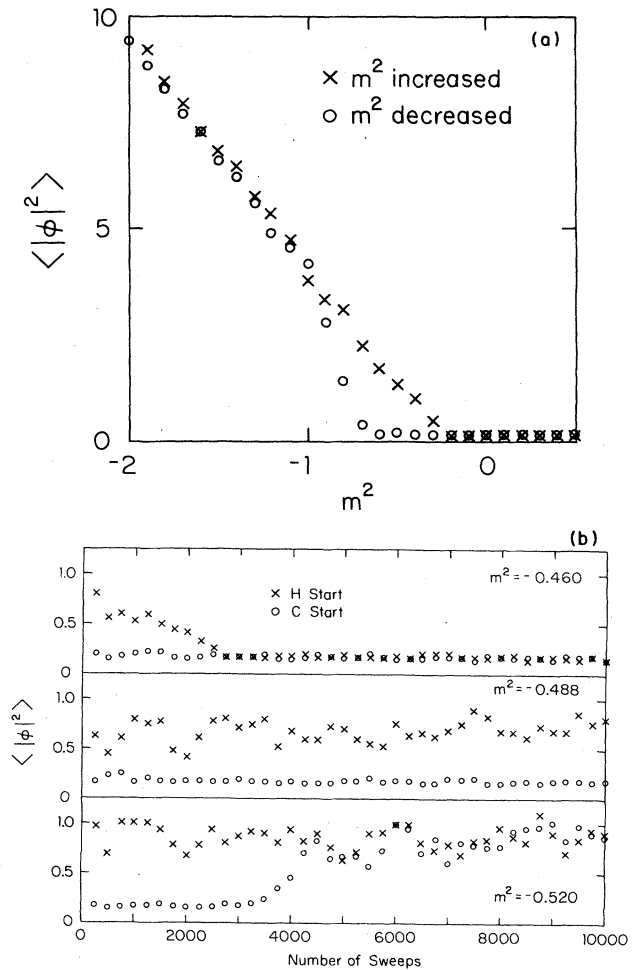 10
(a)
× m² increased
○ m² decreased
⟨|ϕ|²⟩
5
0
-2
-1
0
m²
(b)
1.0
m² = - 0.460
× H Start
○ C Start
0.5
0
m² = - 0.488
1.0
⟨|ϕ|²⟩
0.5
0
1.0
0.5
m² = -0.520
0
0
2000
4000
6000
8000
10000
Number of Sweeps